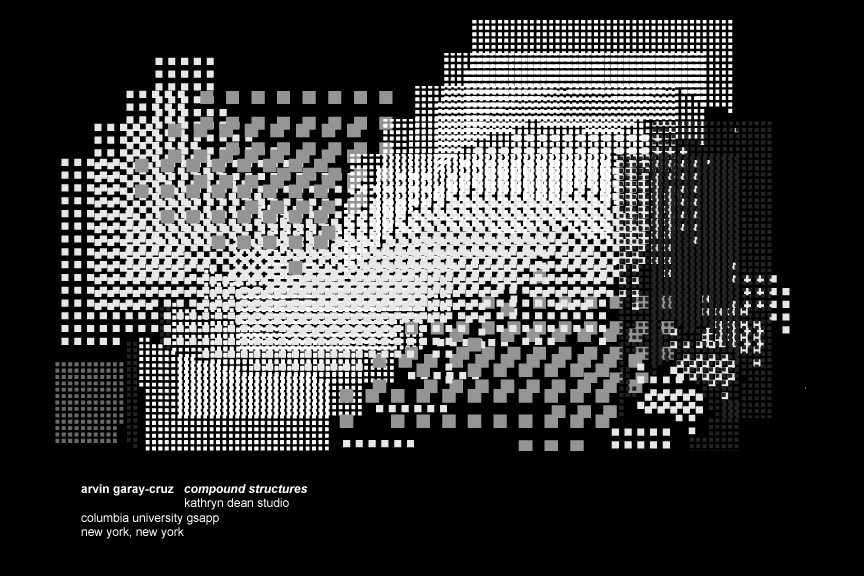 arvin garay-cruz compound structures
kathryn dean studio
columbia university gsapp
new york, new york